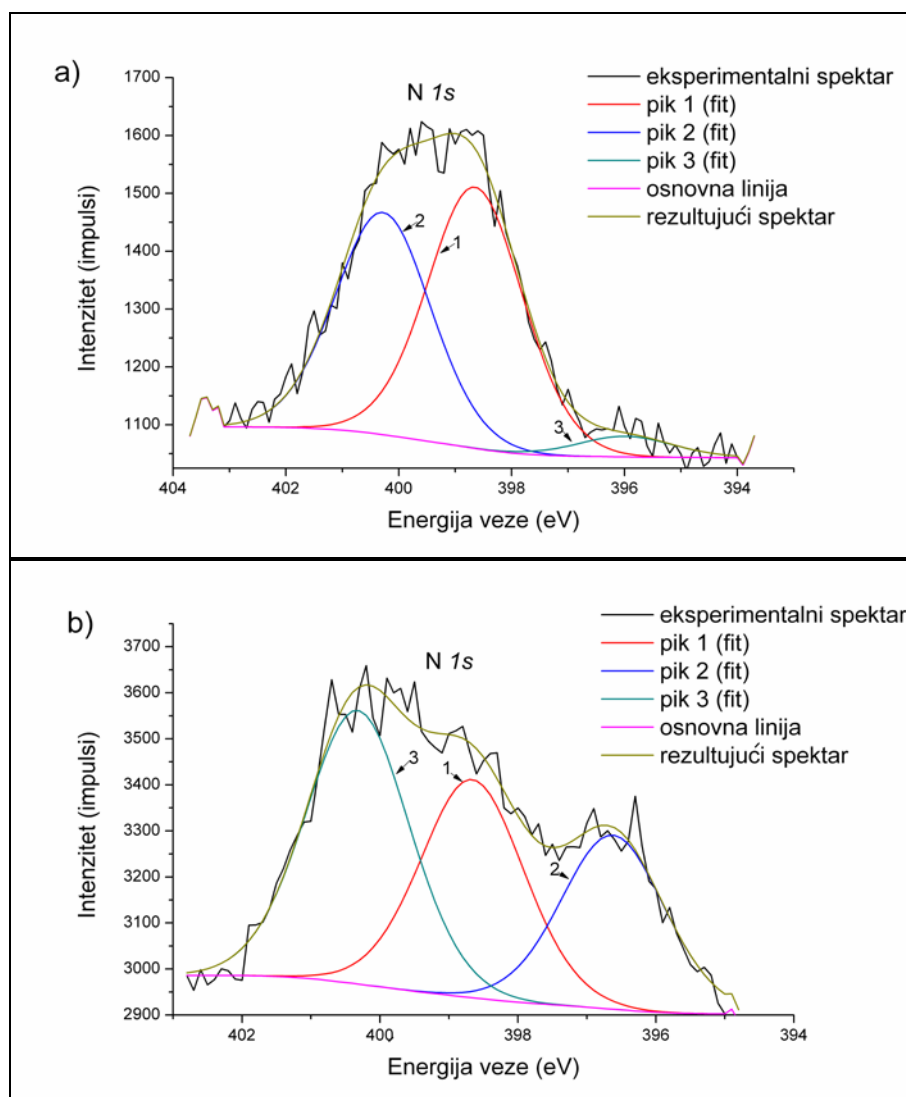 a)
N 1s
eksperimentalni spektar
pik 1 (fit)
pik 2 (fit)
pik 3 (fit)
osnovna linija
rezultujući spektar
Intenzitet (impulsi)
1700
1600
1500
1400
1300
1200
1100
2
1
3
404
402
400
398
396
394
Energija veze (eV)
b)
N 1s
eksperimentalni spektar
pik 1 (fit)
pik 2 (fit)
pik 3 (fit)
osnovna linija
rezultujući spektar
Intenzitet (impulsi)
3700
3600
3500
3400
3300
3200
3100
3000
2900
3
1
2
402
400
398
396
394
Energija veze (eV)